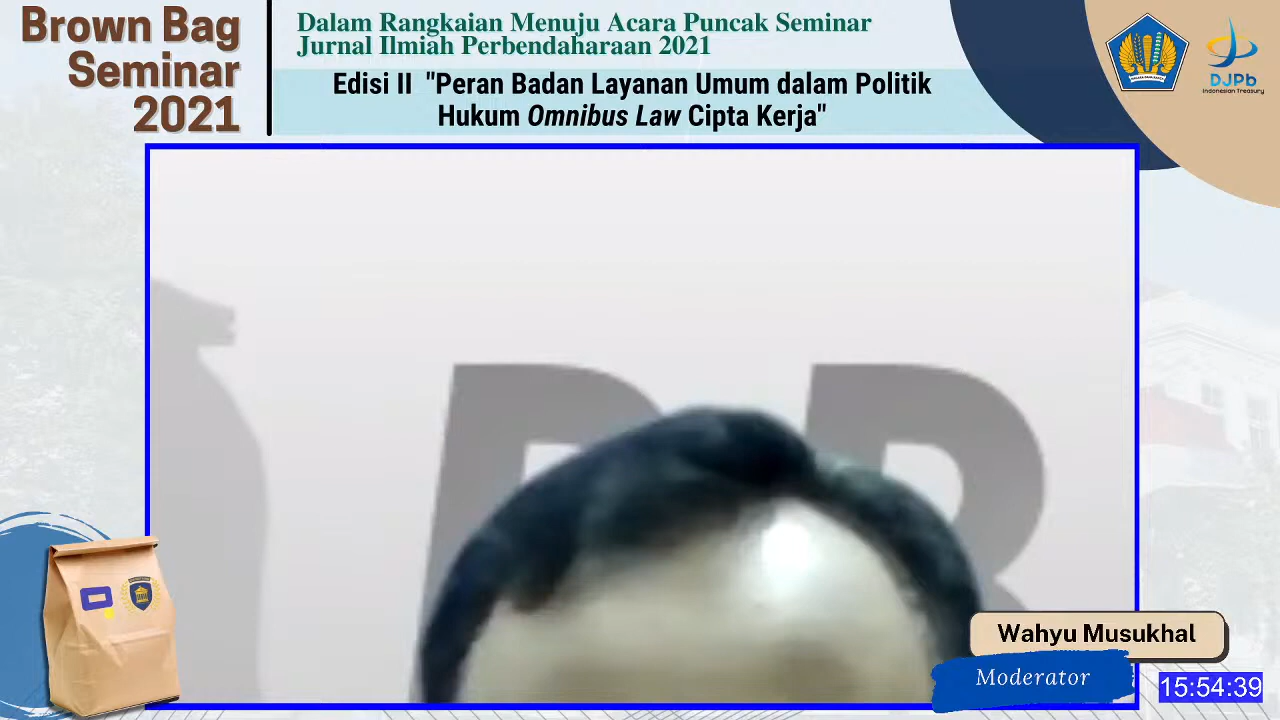 Brown Bag
Seminar
2021
Dalam Rangkaian Menuju Acara Puncak Seminar
Jurnal Ilmiah Perbendaharaan 2021
Edisi II "Peran Badan Layanan Umum dalam Politik
Hukum Omnibus Law Cipta Kerja"
DJPb
Indonesian Treasury
Wahyu Musukhal
Moderator
15:54:39